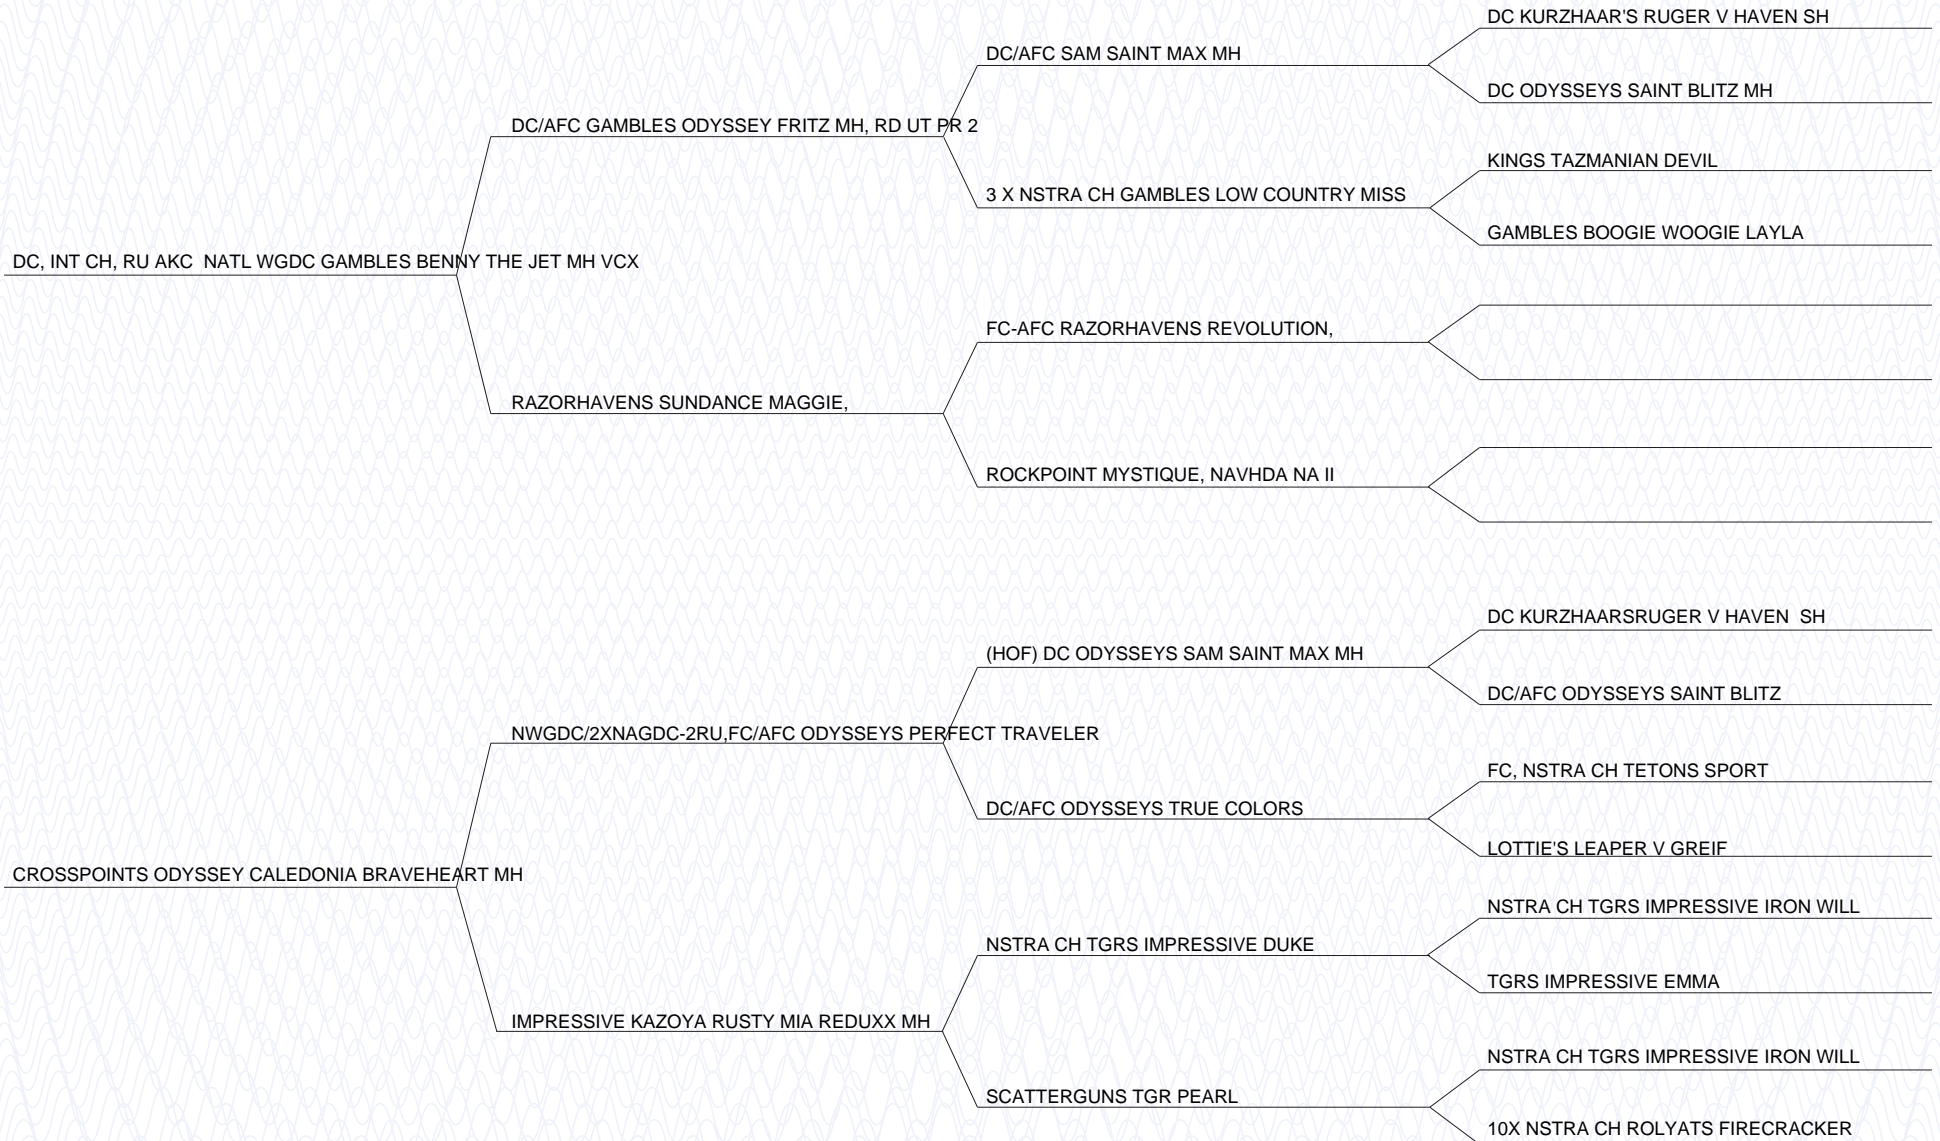 DC KURZHAAR'S RUGER V HAVEN SH
DC/AFC SAM SAINT MAX MH
DC ODYSSEYS SAINT BLITZ MH
DC/AFC GAMBLES ODYSSEY FRITZ MH, RD UT PR 2
KINGS TAZMANIAN DEVIL
3 X NSTRA CH GAMBLES LOW COUNTRY MISS
GAMBLES BOOGIE WOOGIE LAYLA
DC, INT CH, RU AKC  NATL WGDC GAMBLES BENNY THE JET MH VCX
FC-AFC RAZORHAVENS REVOLUTION,
RAZORHAVENS SUNDANCE MAGGIE,
ROCKPOINT MYSTIQUE, NAVHDA NA II
DC KURZHAARSRUGER V HAVEN  SH
(HOF) DC ODYSSEYS SAM SAINT MAX MH
DC/AFC ODYSSEYS SAINT BLITZ
NWGDC/2XNAGDC-2RU,FC/AFC ODYSSEYS PERFECT TRAVELER
FC, NSTRA CH TETONS SPORT
DC/AFC ODYSSEYS TRUE COLORS
LOTTIE'S LEAPER V GREIF
CROSSPOINTS ODYSSEY CALEDONIA BRAVEHEART MH
NSTRA CH TGRS IMPRESSIVE IRON WILL
NSTRA CH TGRS IMPRESSIVE DUKE
TGRS IMPRESSIVE EMMA
IMPRESSIVE KAZOYA RUSTY MIA REDUXX MH
NSTRA CH TGRS IMPRESSIVE IRON WILL
SCATTERGUNS TGR PEARL
10X NSTRA CH ROLYATS FIRECRACKER